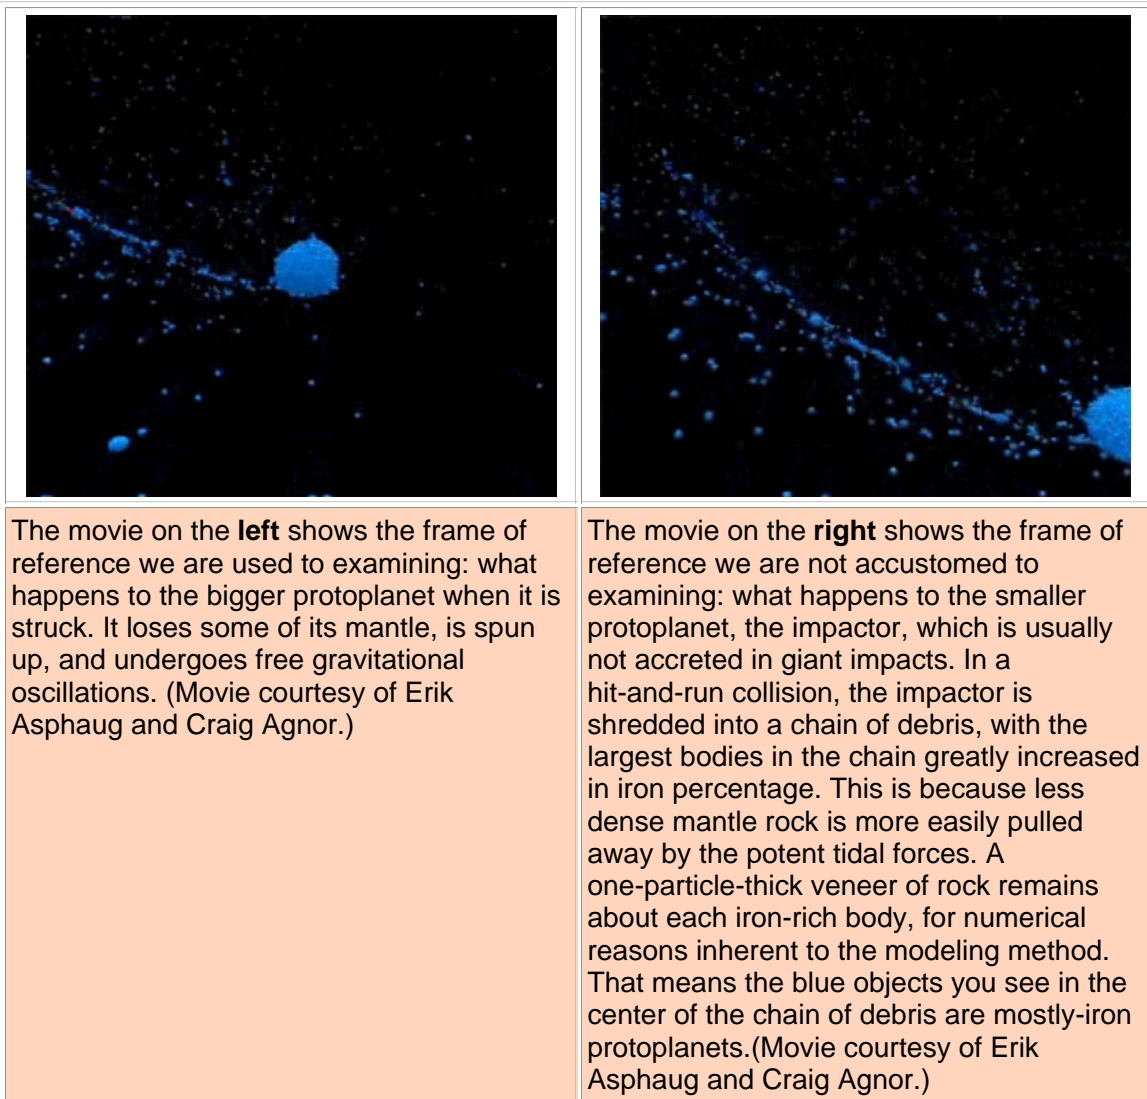 The movie on the left shows the frame of
reference we are used to examining: what
happens to the bigger protoplanet when it is
struck. It loses some of its mantle, is spun
up, and undergoes free gravitational
oscillations. (Movie courtesy of Erik
Asphaug and Craig Agnor.)
The movie on the right shows the frame of
reference we are not accustomed to
examining: what happens to the smaller
protoplanet, the impactor, which is usually
not accreted in giant impacts. In a
hit-and-run collision, the impactor is
shredded into a chain of debris, with the
largest bodies in the chain greatly increased
in iron percentage. This is because less
dense mantle rock is more easily pulled
away by the potent tidal forces. A
one-particle-thick veneer of rock remains
about each iron-rich body, for numerical
reasons inherent to the modeling method.
That means the blue objects you see in the
center of the chain of debris are mostly-iron
protoplanets.(Movie courtesy of Erik
Asphaug and Craig Agnor.)